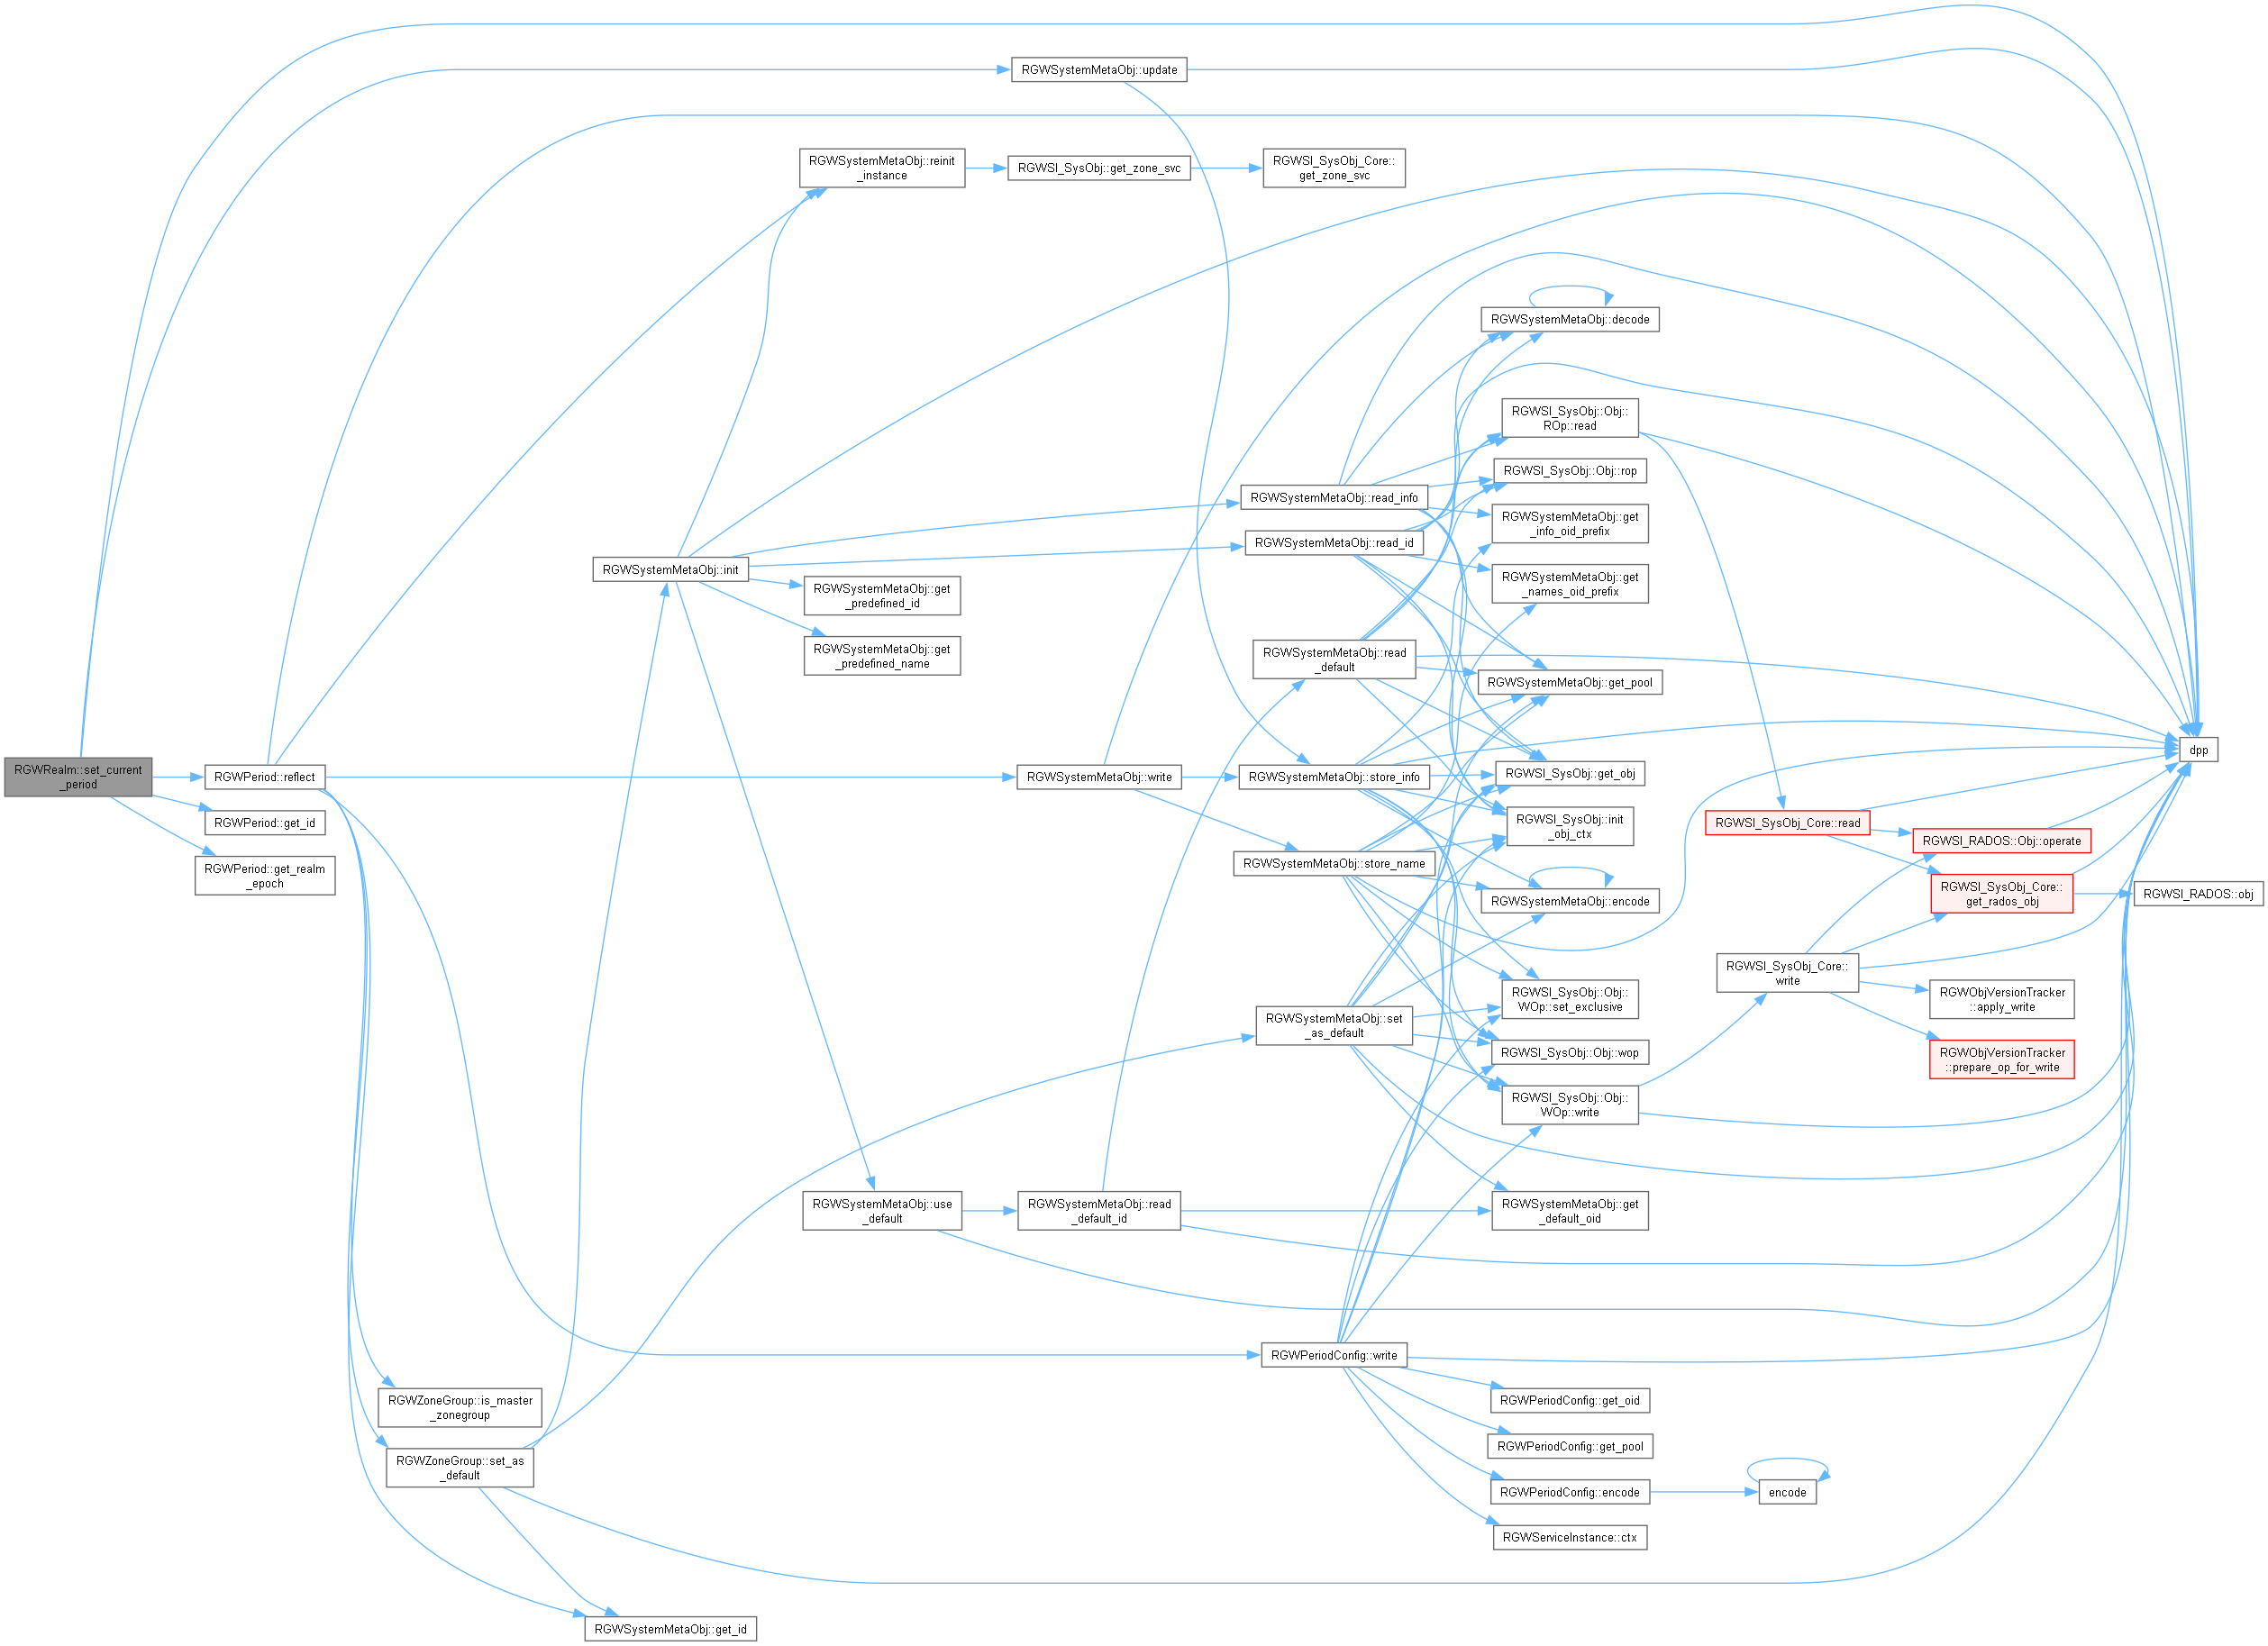 RGWRealm::set_current
_period
RGWPeriod::reflect
RGWPeriod::get_id
RGWPeriod::get_realm
_epoch
RGWZoneGroup::is_master
_zonegroup
RGWZoneGroup::set_as
_default
RGWSystemMetaObj::get_id
RGWSystemMetaObj::init
RGWSystemMetaObj::reinit
_instance
RGWSystemMetaObj::get
_predefined_id
RGWSystemMetaObj::get
_predefined_name
RGWSystemMetaObj::use
_default
RGWSystemMetaObj::update
RGWSI_SysObj::get_zone_svc
RGWSystemMetaObj::write
RGWSystemMetaObj::read
_default_id
RGWSI_SysObj_Core::
get_zone_svc
RGWSystemMetaObj::read_info
RGWSystemMetaObj::read_id
RGWSystemMetaObj::read
_default
RGWSystemMetaObj::store_info
RGWSystemMetaObj::store_name
RGWSystemMetaObj::set
_as_default
RGWPeriodConfig::write
RGWSystemMetaObj::decode
RGWSI_SysObj::Obj::
ROp::read
RGWSI_SysObj::Obj::rop
RGWSystemMetaObj::get
_info_oid_prefix
RGWSystemMetaObj::get
_names_oid_prefix
RGWSystemMetaObj::get_pool
RGWSI_SysObj::get_obj
RGWSI_SysObj::init
_obj_ctx
RGWSystemMetaObj::encode
RGWSI_SysObj::Obj::
WOp::set_exclusive
RGWSI_SysObj::Obj::wop
RGWSI_SysObj::Obj::
WOp::write
RGWSystemMetaObj::get
_default_oid
RGWPeriodConfig::get_oid
RGWPeriodConfig::get_pool
RGWPeriodConfig::encode
RGWServiceInstance::ctx
RGWSI_SysObj_Core::read
RGWSI_SysObj_Core::
write
encode
RGWSI_RADOS::Obj::operate
RGWSI_SysObj_Core::
get_rados_obj
RGWObjVersionTracker
::apply_write
RGWObjVersionTracker
::prepare_op_for_write
dpp
RGWSI_RADOS::obj